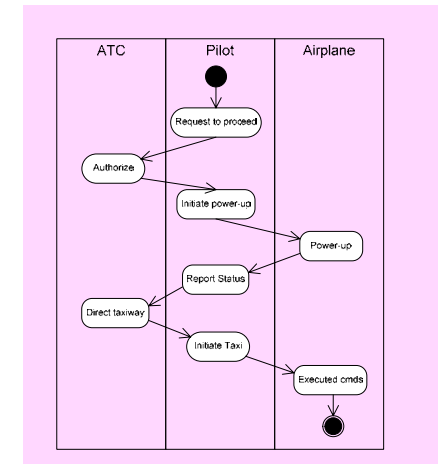 ATC
Pilot
Airplane
Request to proceed
Authorize
Initiate power-up
Power-up
Report Status
Direct taxiway
Initiate Taxi
Executed cmds